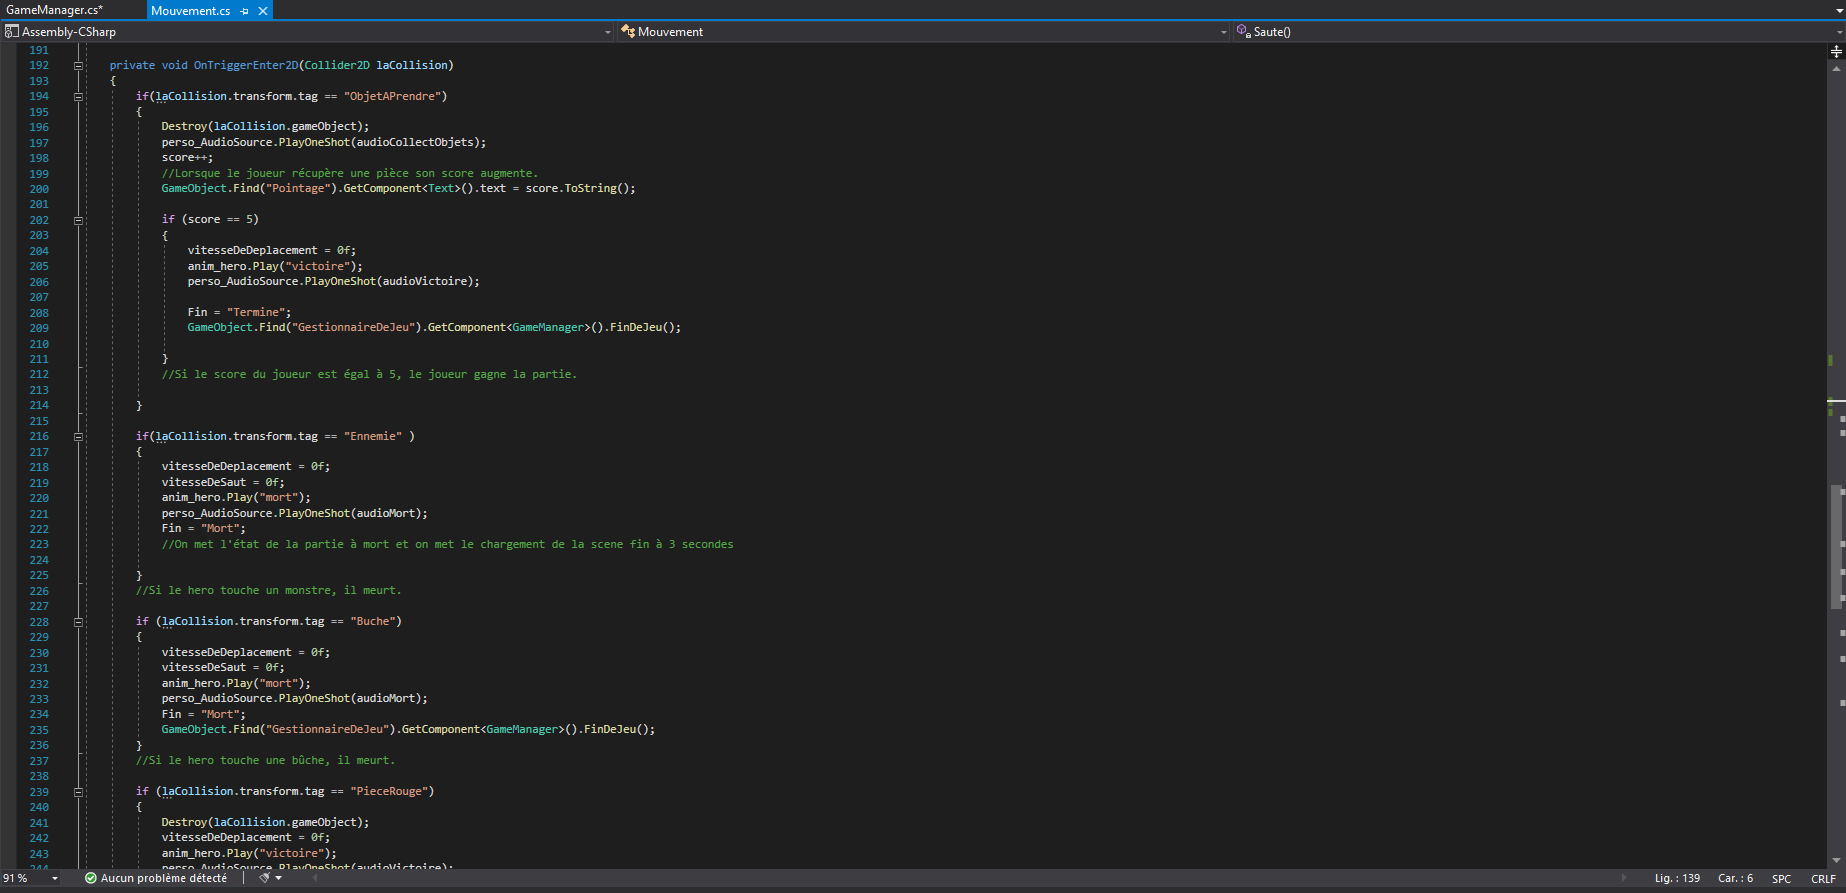 GameManager.cs*
Mouvement.cs
Assembly-CSharp
Mouvement
Saute()
191
192 private void OnTriggerEnter2D(Collider2D laCollision)
193 {
194 if(laCollision.transform.tag == "ObjetAPrendre")
195 {
196 Destroy(laCollision.gameObject);
197 perso_AudioSource.PlayOneShot(audioCollectObjets);
198 score++;
199 //Lorsque le joueur récupère une pièce son score augmente.
200 GameObject.Find("Pointage").GetComponent<Text>().text = score.ToString();
201
202 if (score == 5)
203 {
204 vitesseDeDeplacement = 0f;
205 anim_hero.Play("victoire");
206 perso_AudioSource.PlayOneShot(audioVictoire);
207
208 Fin = "Termine";
209 GameObject.Find("GestionnaireDeJeu").GetComponent<GameManager>().FinDeJeu();
210
211 }
212 //Si le score du joueur est égal à 5, le joueur gagne la partie.
213
214 }
215
216 if(laCollision.transform.tag == "Ennemie" )
217 {
218 vitesseDeDeplacement = 0f;
219 vitesseDeSaut = 0f;
220 anim_hero.Play("mort");
221 perso_AudioSource.PlayOneShot(audioMort);
222 Fin = "Mort";
223 //On met l'état de la partie à mort et on met le chargement de la scene fin à 3 secondes
224
225 }
226 //Si le hero touche un monstre, il meurt.
227
228 if (laCollision.transform.tag == "Buche")
229 {
230 vitesseDeDeplacement = 0f;
231 vitesseDeSaut = 0f;
232 anim_hero.Play("mort");
233 perso_AudioSource.PlayOneShot(audioMort);
234 Fin = "Mort";
235 GameObject.Find("GestionnaireDeJeu").GetComponent<GameManager>().FinDeJeu();
236 }
237 //Si le hero touche une bûche, il meurt.
238
239 if (laCollision.transform.tag == "PieceRouge")
240 {
241 Destroy(laCollision.gameObject);
242 vitesseDeDeplacement = 0f;
243 anim_hero.Play("victoire");
244 perso_AudioSource.PlayOneShot(audioVictoire);
91 %
Aucun problème détecté
Lig. : 139
Car. : 6
SPC
CRLF